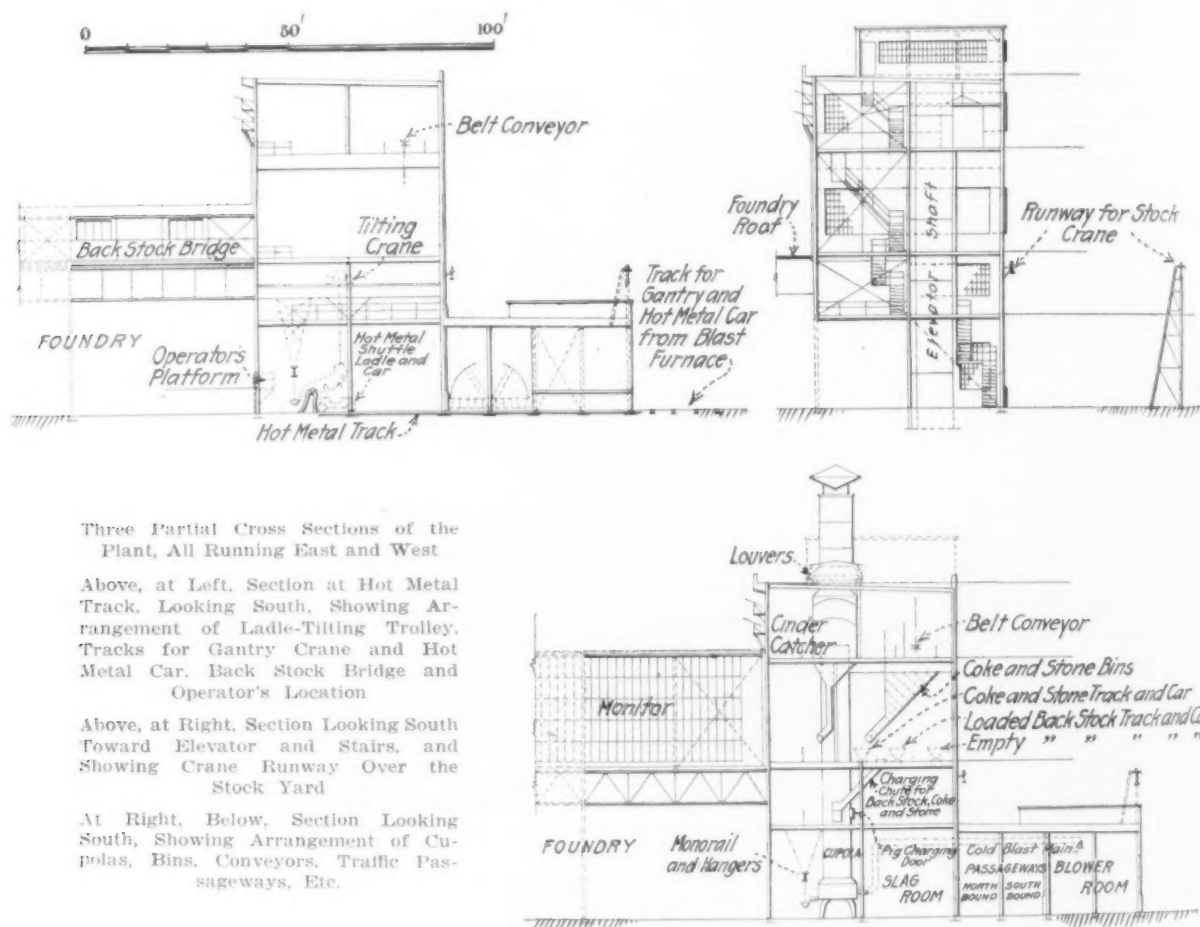 0 50' 100'
Belt Conveyor
Tilting
Crane
Back Stock Bridge
FOUNDRY
Operator's
Platform
Hot Metal
Shuttle
Ladle and
Car
Hot Metal Track
Track for
Gantry and
Hot Metal Car
from Blast
Furnace
Foundry
Roof
Elevator Shaft
Runway for Stock
Crane
Three Partial Cross Sections of the
Plant, All Running East and West
Above, at Left, Section at Hot Metal
Track, Looking South, Showing Ar-
rangement of Ladle-Tilting Trolley,
Tracks for Gantry Crane and Hot
Metal Car, Back Stock Bridge and
Operator's Location
Above, at Right, Section Looking South
Toward Elevator and Stairs, and
Showing Crane Runway Over the
Stock Yard
At Right, Below, Section Looking
South, Showing Arrangement of Cu-
polas, Bins, Conveyors, Traffic Pas-
sageways, Etc.
Louvers
Cinder
Catcher
Belt Conveyor
Coke and Stone Bins
Coke and Stone Track and Car
Loaded Back Stock Track and C
Empty " " " " "
Monitor
Charging
Chute for
Back Stock, Coke
and Stone
FOUNDRY
Monorail
and Hangers
CUPOLA
Pig Charging
Door
SLAG
ROOM
Cold Blast Main
PASSAGEWAYS
NORTH BOUND
SOUTH BOUND
BLOWER
ROOM